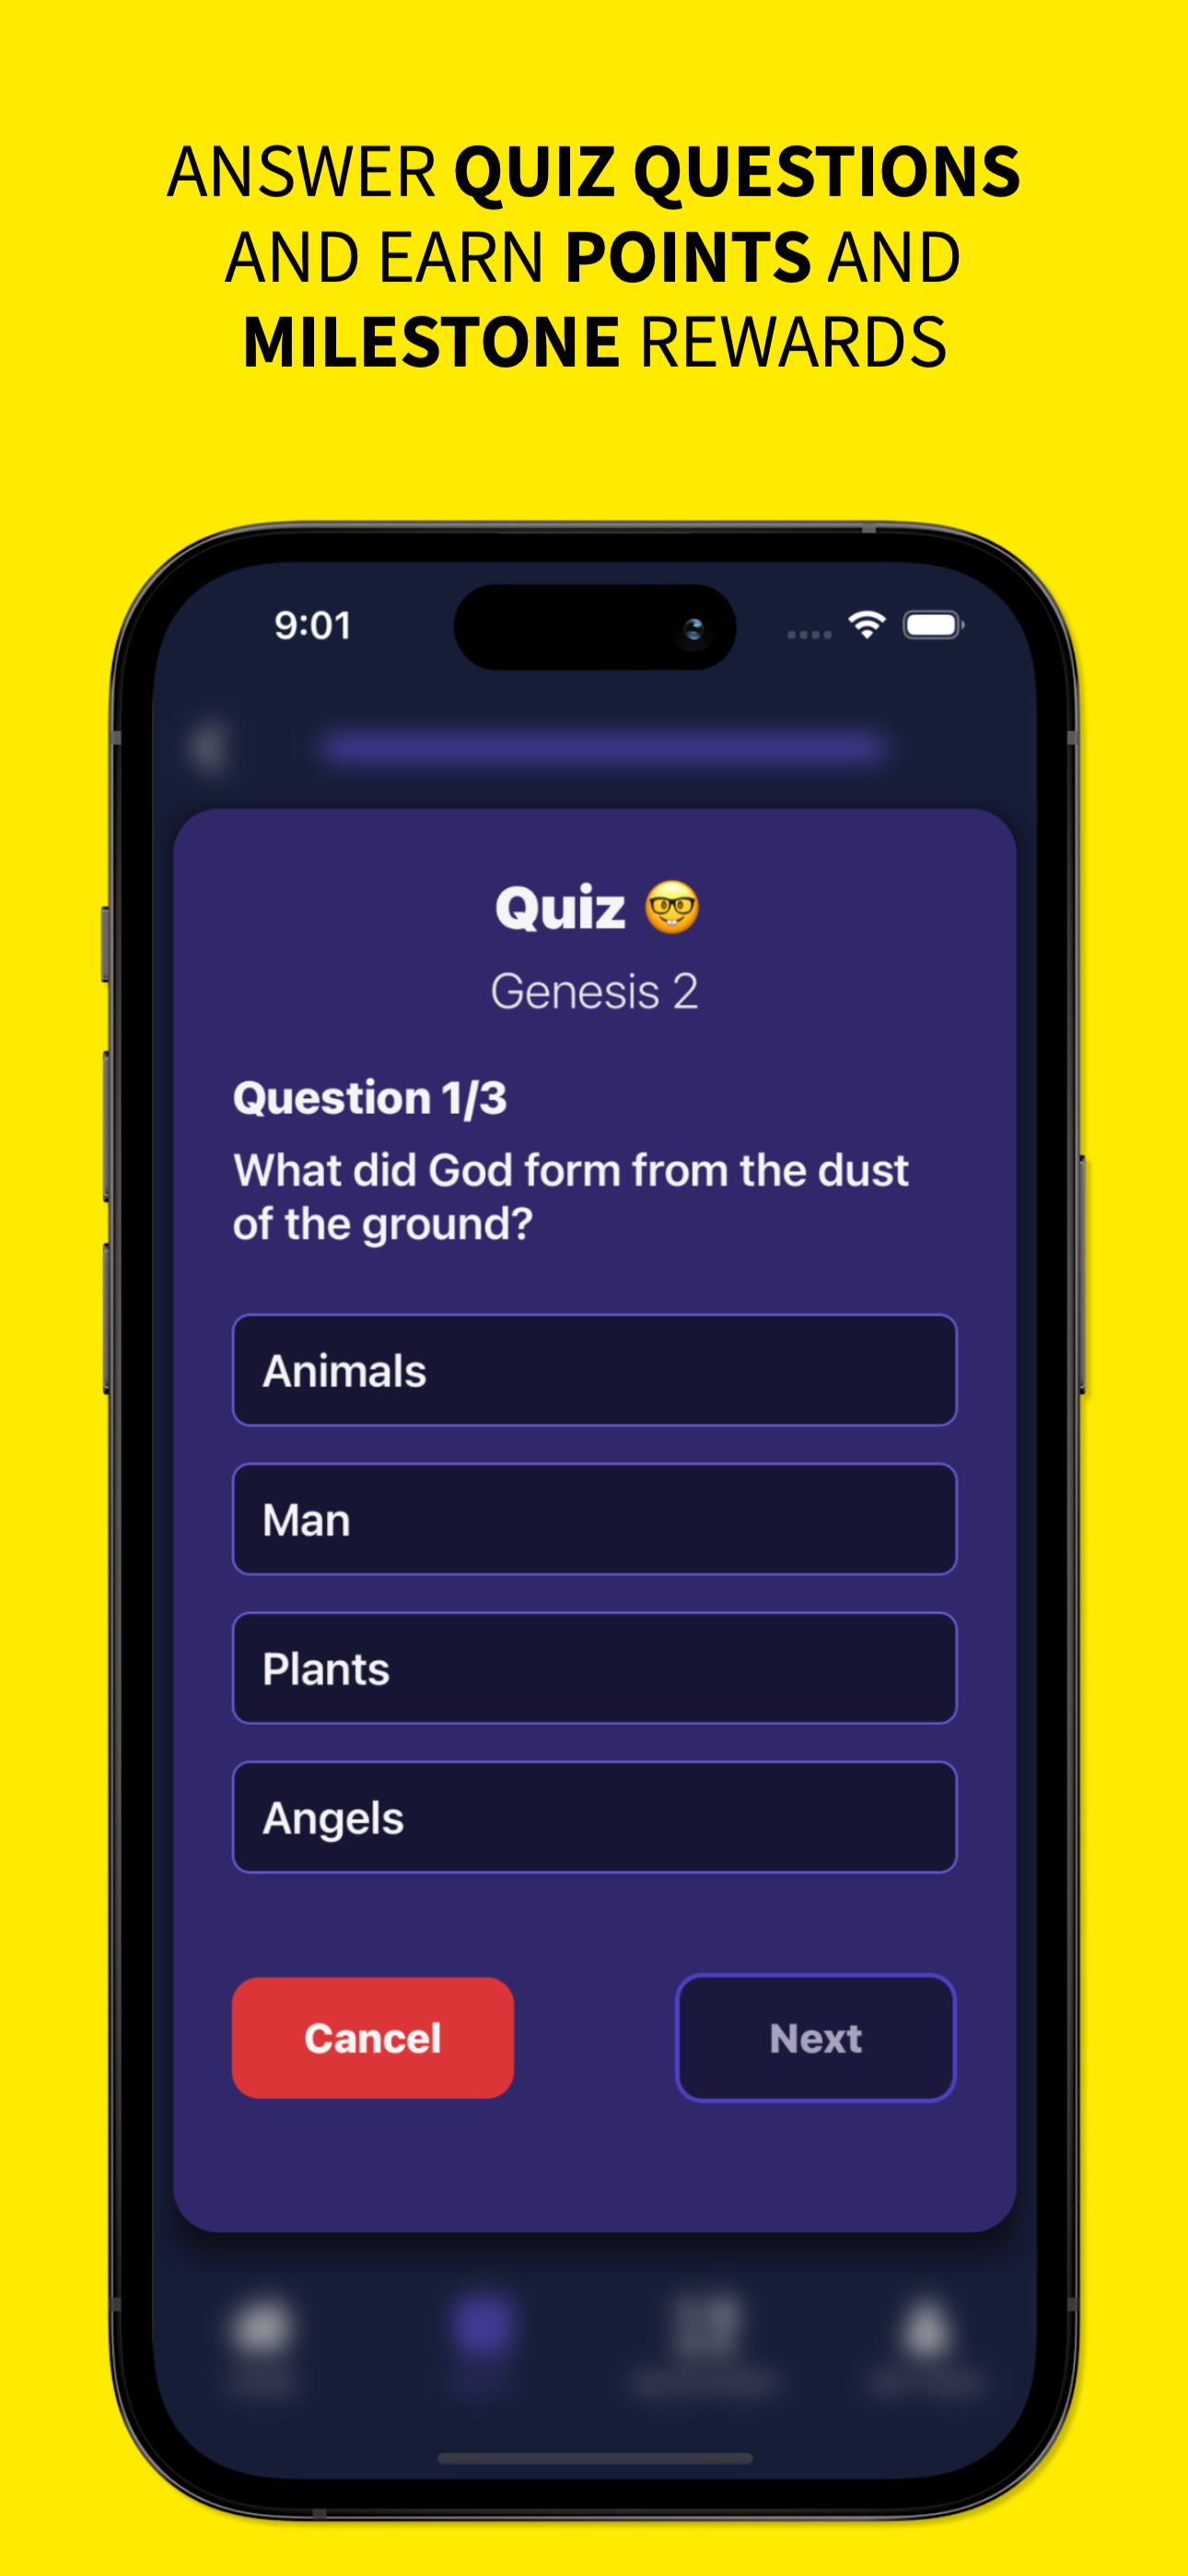 ANSWER QUIZ QUESTIONS
AND EARN POINTS AND
MILESTONE REWARDS
9:01
Quiz 🤓
Genesis 2
Question 1/3
What did God form from the dust
of the ground?
Animals
Man
Plants
Angels
Cancel
Next